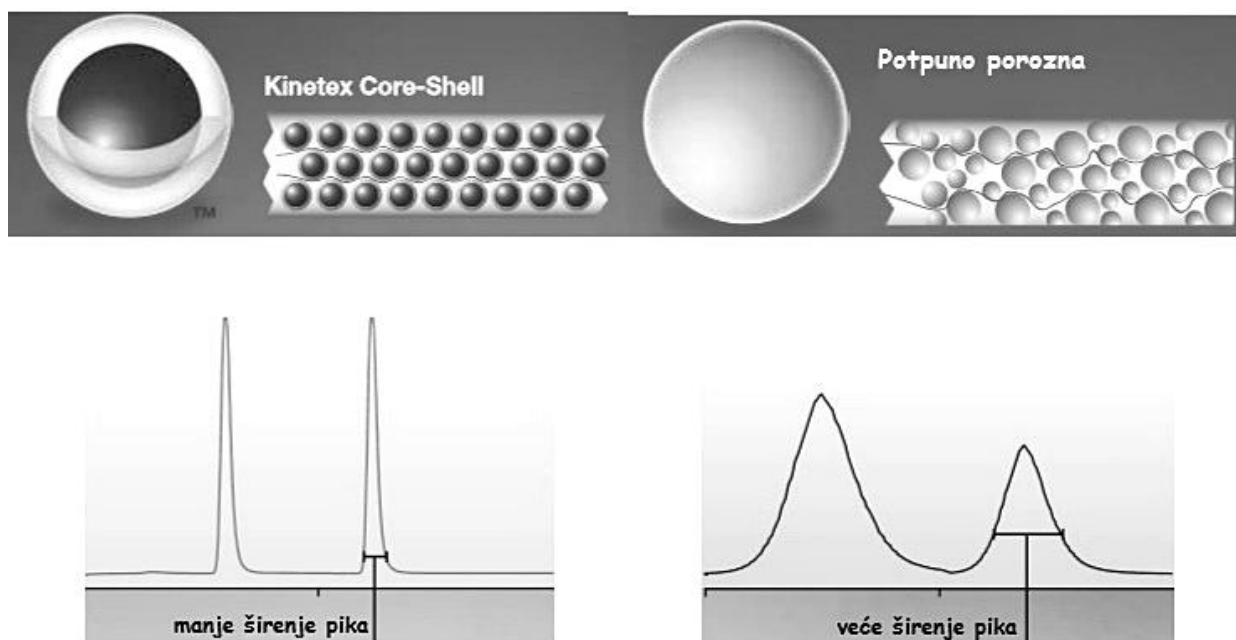 Kinetex Core-Shell
TM
Potpuno porozna
manje širenje pika
veće širenje pika